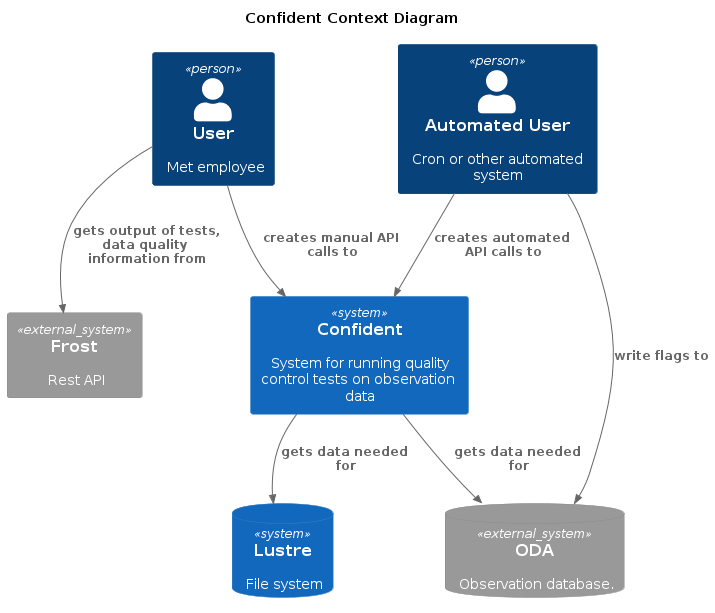 Confident Context Diagram
«person»
User
Met employee
«person»
Automated User
Cron or other automated
system
gets output of tests,
data quality
information from
creates manual API
calls to
creates automated
API calls to
write flags to
«external_system»
Frost
Rest API
«system»
Confident
System for running quality
control tests on observation
data
gets data needed
for
gets data needed
for
«system»
Lustre
File system
«external_system»
ODA
Observation database.